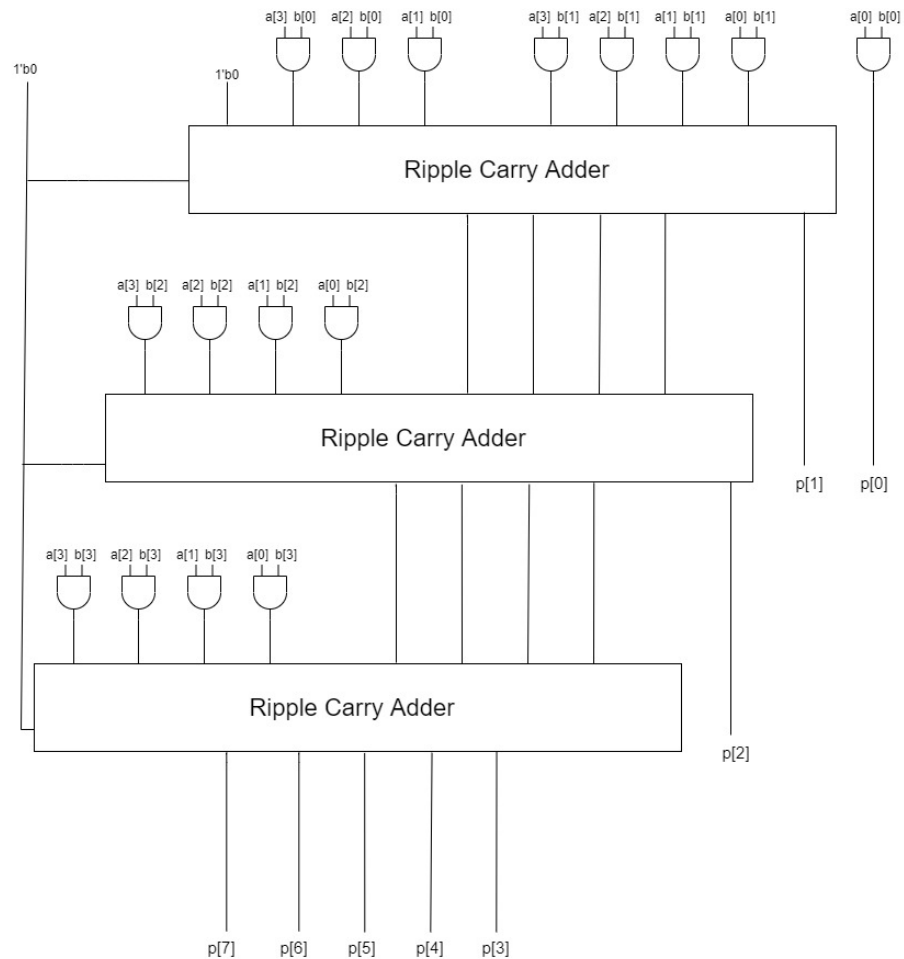 a[3] b[0] a[2] b[0] a[1] b[0] a[3] b[1] a[2] b[1] a[1] b[1] a[0] b[1] a[0] b[0]
1'b0 1'b0
Ripple Carry Adder
a[3] b[2] a[2] b[2] a[1] b[2] a[0] b[2]
Ripple Carry Adder
p[1] p[0]
a[3] b[3] a[2] b[3] a[1] b[3] a[0] b[3]
Ripple Carry Adder
p[2]
p[7] p[6] p[5] p[4] p[3]